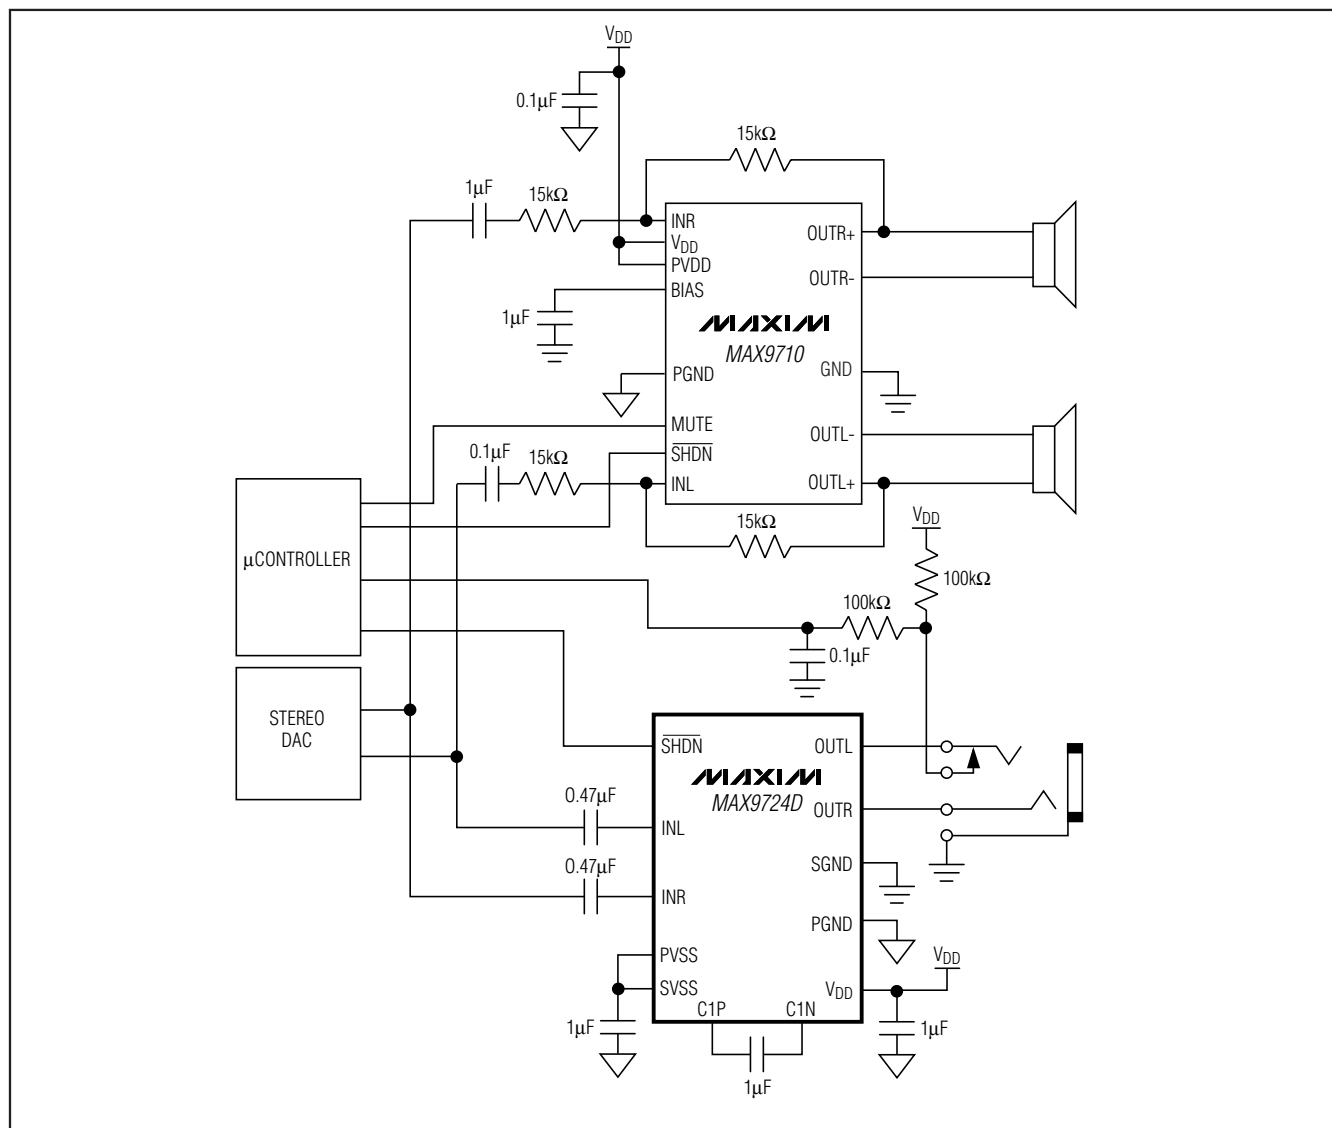 VDD
0.1µF
15kΩ
1µF
15kΩ
INR
VDD
PVDD
BIAS
1µF
MAXIM
MAX9710
OUTR+
OUTR-
PGND
GND
MUTE
SHDN
INL
OUTL-
OUTL+
0.1µF
15kΩ
15kΩ
VDD
100kΩ
100kΩ
0.1µF
µCONTROLLER
STEREO
DAC
SHDN
MAXIM
MAX9724D
OUTL
OUTR
0.47µF
INL
0.47µF
INR
SGND
PGND
PVSS
SVSS
VDD
VDD
C1P
C1N
1µF
1µF
1µF